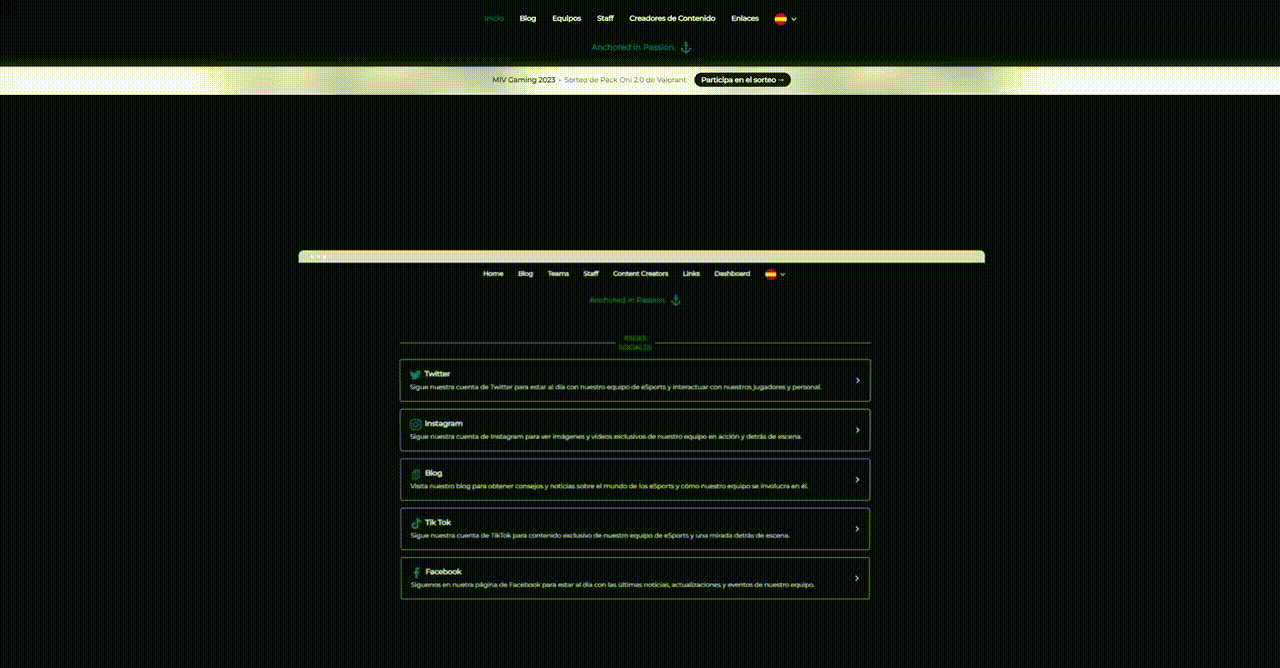 Inicio Blog Equipos Staff Creadores de Contenido Enlaces
Anchored in Passion.
MIV Gaming 2023 - Sorteo de Pack Oni 2.0 de Valorant Participa en el sorteo →
Home Blog Teams Staff Content Creators Links Dashboard
Anchored in Passion.
REDES
SOCIALES
Twitter
Sigue nuestra cuenta de Twitter para estar al día con nuestro equipo de eSports y interactuar con nuestros jugadores y personal.
Instagram
Sigue nuestra cuenta de Instagram para ver imágenes y videos exclusivos de nuestro equipo en acción y detrás de escena.
Blog
Visita nuestro blog para obtener consejos y noticias sobre el mundo de los eSports y cómo nuestro equipo se involucra en él.
Tik Tok
Sigue nuestra cuenta de TikTok para contenido exclusivo de nuestro equipo de eSports y una mirada detrás de escena.
Facebook
Síguenos en nuetra página de Facebook para estar al día con las últimas noticias, actualizaciones y eventos de nuestro equipo.